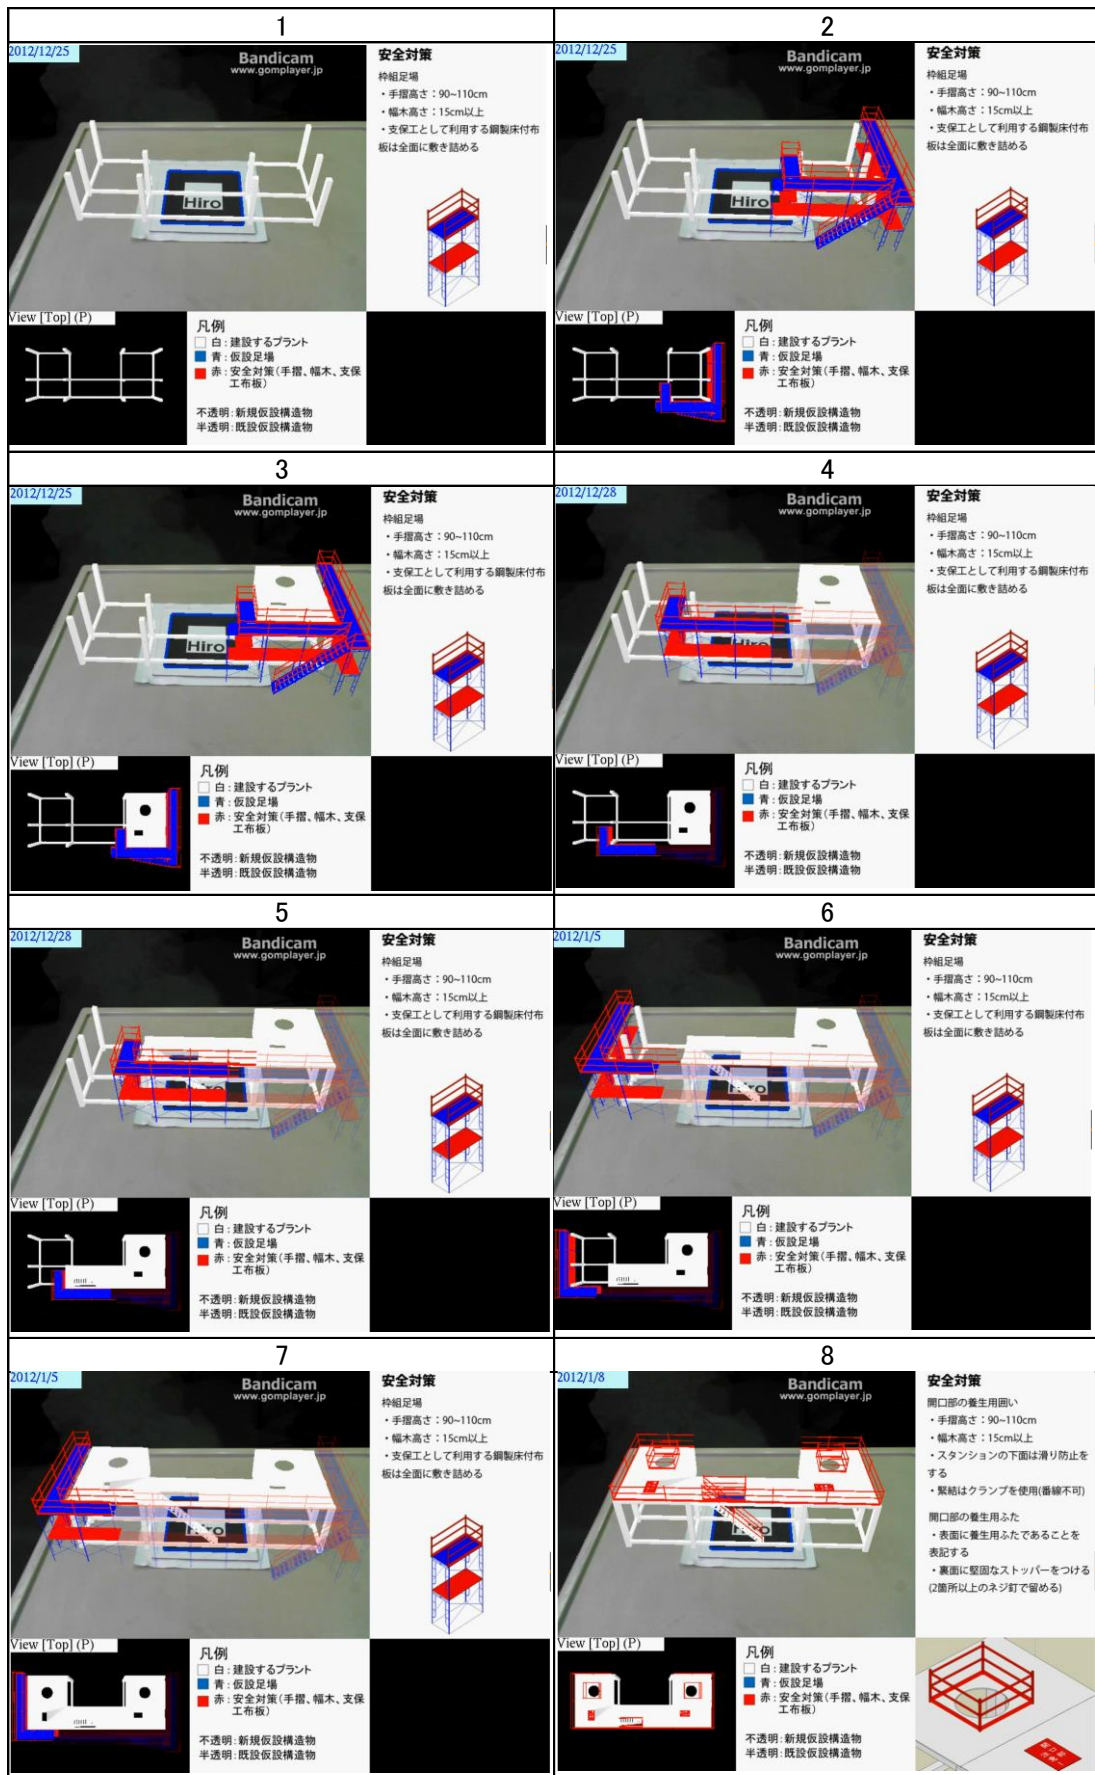 1
2
2012/12/25
Bandicam
www.gomplayer.jp
Hiro
安全対策
枠組足場
・手摺高さ：90~110cm
・幅木高さ：15cm以上
・支保工として利用する鋼製床付布
板は全面に敷き詰める
View [Top] (P)
凡例
白：建設するプラント
青：仮設足場
赤：安全対策(手摺、幅木、支保
工布板)
不透明：新規仮設構造物
半透明：既設仮設構造物
2012/12/25
Bandicam
www.gomplayer.jp
Hiro
安全対策
枠組足場
・手摺高さ：90~110cm
・幅木高さ：15cm以上
・支保工として利用する鋼製床付布
板は全面に敷き詰める
View [Top] (P)
凡例
白：建設するプラント
青：仮設足場
赤：安全対策(手摺、幅木、支保
工布板)
不透明：新規仮設構造物
半透明：既設仮設構造物
3
4
2012/12/25
Bandicam
www.gomplayer.jp
Hiro
安全対策
枠組足場
・手摺高さ：90~110cm
・幅木高さ：15cm以上
・支保工として利用する鋼製床付布
板は全面に敷き詰める
View [Top] (P)
凡例
白：建設するプラント
青：仮設足場
赤：安全対策(手摺、幅木、支保
工布板)
不透明：新規仮設構造物
半透明：既設仮設構造物
2012/12/28
Bandicam
www.gomplayer.jp
Hiro
安全対策
枠組足場
・手摺高さ：90~110cm
・幅木高さ：15cm以上
・支保工として利用する鋼製床付布
板は全面に敷き詰める
View [Top] (P)
凡例
白：建設するプラント
青：仮設足場
赤：安全対策(手摺、幅木、支保
工布板)
不透明：新規仮設構造物
半透明：既設仮設構造物
5
6
2012/12/28
Bandicam
www.gomplayer.jp
Hiro
安全対策
枠組足場
・手摺高さ：90~110cm
・幅木高さ：15cm以上
・支保工として利用する鋼製床付布
板は全面に敷き詰める
View [Top] (P)
凡例
白：建設するプラント
青：仮設足場
赤：安全対策(手摺、幅木、支保
工布板)
不透明：新規仮設構造物
半透明：既設仮設構造物
2012/1/5
Bandicam
www.gomplayer.jp
Hiro
安全対策
枠組足場
・手摺高さ：90~110cm
・幅木高さ：15cm以上
・支保工として利用する鋼製床付布
板は全面に敷き詰める
View [Top] (P)
凡例
白：建設するプラント
青：仮設足場
赤：安全対策(手摺、幅木、支保
工布板)
不透明：新規仮設構造物
半透明：既設仮設構造物
7
8
2012/1/5
Bandicam
www.gomplayer.jp
Hiro
安全対策
枠組足場
・手摺高さ：90~110cm
・幅木高さ：15cm以上
・支保工として利用する鋼製床付布
板は全面に敷き詰める
View [Top] (P)
凡例
白：建設するプラント
青：仮設足場
赤：安全対策(手摺、幅木、支保
工布板)
不透明：新規仮設構造物
半透明：既設仮設構造物
2012/1/8
Bandicam
www.gomplayer.jp
Hiro
安全対策
開口部の養生用囲い
・手摺高さ：90~110cm
・幅木高さ：15cm以上
・スタンションの下面は滑り防止を
する
・緊結はクランプを使用(番線不可)
開口部の養生用ふた
・表面に養生用ふたであることを
表記する
・裏面に堅固なストッパーをつける
(2箇所以上のネジ釘で留める)
View [Top] (P)
凡例
白：建設するプラント
青：仮設足場
赤：安全対策(手摺、幅木、支保
工布板)
不透明：新規仮設構造物
半透明：既設仮設構造物